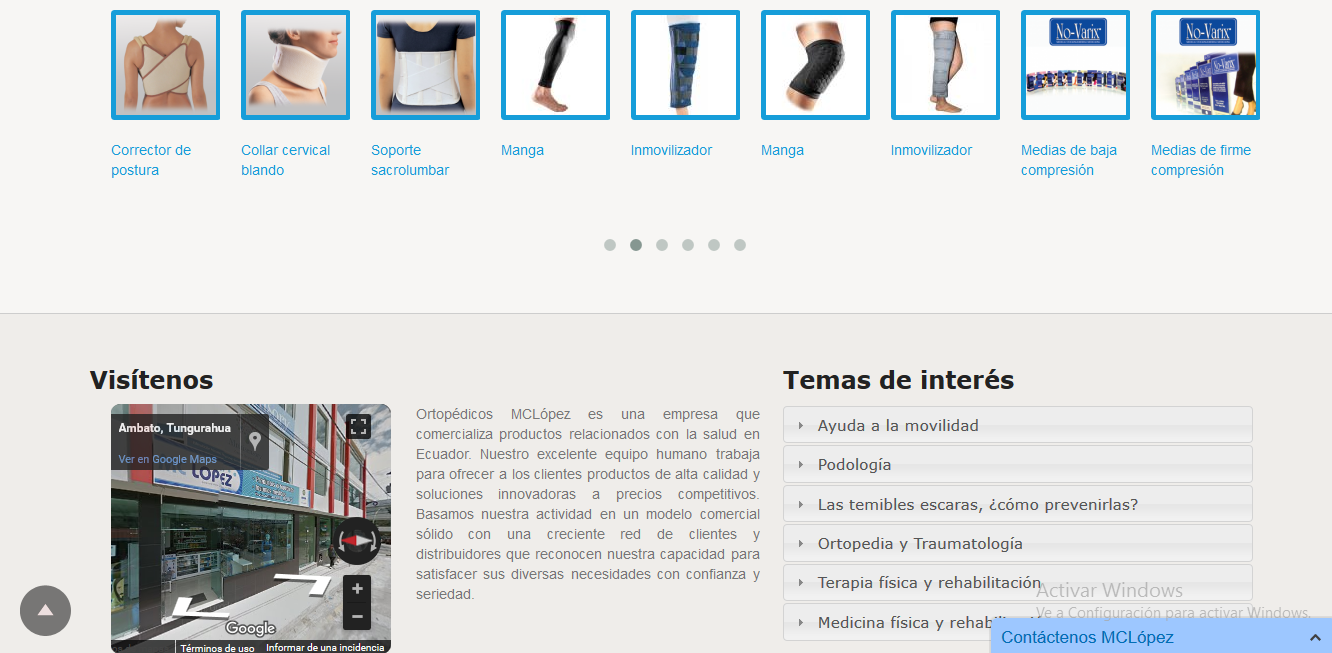 No-Varix
No-Varix
No-Varix
Corrector de
postura
Collar cervical
blando
Soporte
sacrolumbar
Manga
Inmovilizador
Manga
Inmovilizador
Medias de baja
compresión
Medias de firme
compresión
Visítenos
Ambato, Tungurahua
Ver en Google Maps
LÓPEZ
Google
Términos de uso
Informar de una incidencia
Ortopédicos MCLópez es una empresa que
comercializa productos relacionados con la salud en
Ecuador. Nuestro excelente equipo humano trabaja
para ofrecer a los clientes productos de alta calidad y
soluciones innovadoras a precios competitivos.
Basamos nuestra actividad en un modelo comercial
sólido con una creciente red de clientes y
distribuidores que reconocen nuestra capacidad para
satisfacer sus diversas necesidades con confianza y
seriedad.
Temas de interés
Ayuda a la movilidad
Podología
Las temibles escaras, ¿cómo prevenirlas?
Ortopedia y Traumatología
Terapia física y rehabilitación
Medicina física y
Activar Windows
Ve a Configuración para activar Windows.
Contáctenos MCLópez